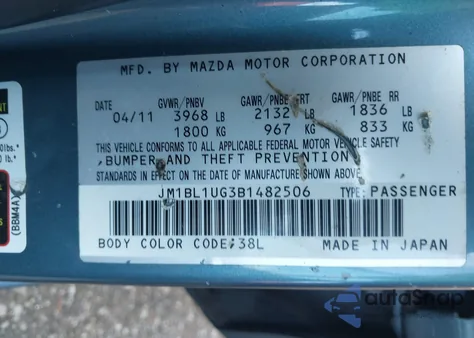 MFD. BY MAZDA MOTOR CORPORATION
DATE GVWR/PNBV GAWR/PNBE FRT GAWR/PNBE RR
04/11 3968 LB 2132 LB 1836 LB
1800 KG 967 KG 833 KG
THIS VEHICLE CONFORMS TO ALL APPLICABLE FEDERAL MOTOR VEHICLE SAFETY
BUMPER AND THEFT PREVENTION
STANDARDS IN EFFECT ON THE DATE OF MANUFACTURE SHOWN ABOVE.
JM1BL1UG3B1482506 TYPE:PASSENGER
BODY COLOR CODE:38L MADE IN JAPAN
(BBM4A)
autoSnap